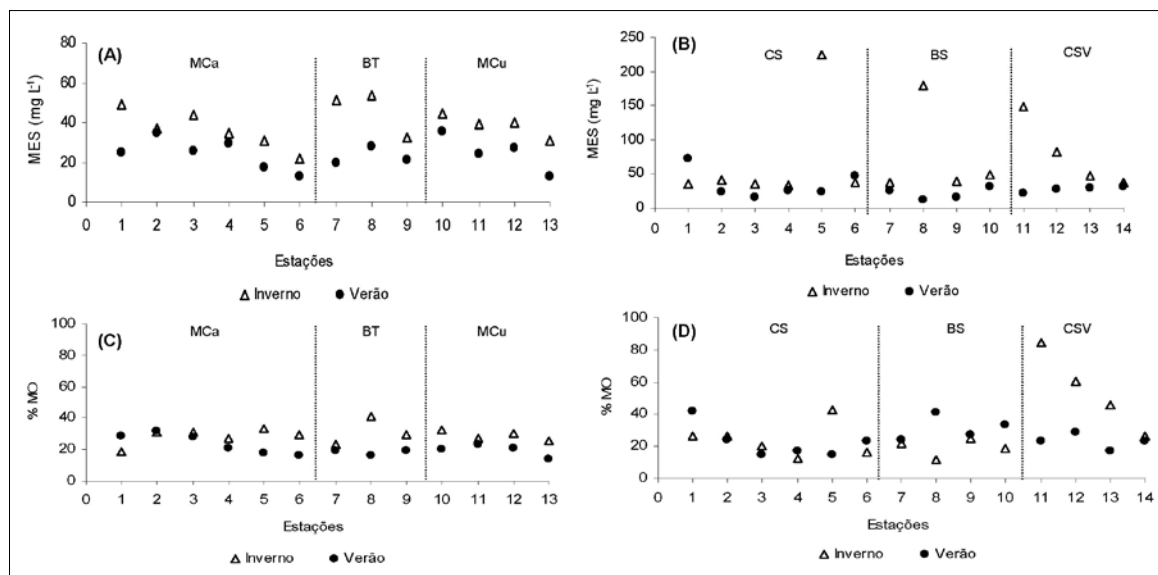 (A)
MCa BT MCu
MES (mg L-1)
80
60
40
20
0
0 1 2 3 4 5 6 7 8 9 10 11 12 13
Estações
△ Inverno ● Verão
(B)
CS BS CSV
MES (mg L-1)
250
200
150
100
50
0
0 1 2 3 4 5 6 7 8 9 10 11 12 13 14
Estações
△ Inverno ● Verão
(C)
MCa BT MCu
% MO
100
80
60
40
20
0
0 1 2 3 4 5 6 7 8 9 10 11 12 13
Estações
△ Inverno ● Verão
(D)
CS BS CSV
% MO
100
80
60
40
20
0
0 1 2 3 4 5 6 7 8 9 10 11 12 13 14
Estações
△ Inverno ● Verão